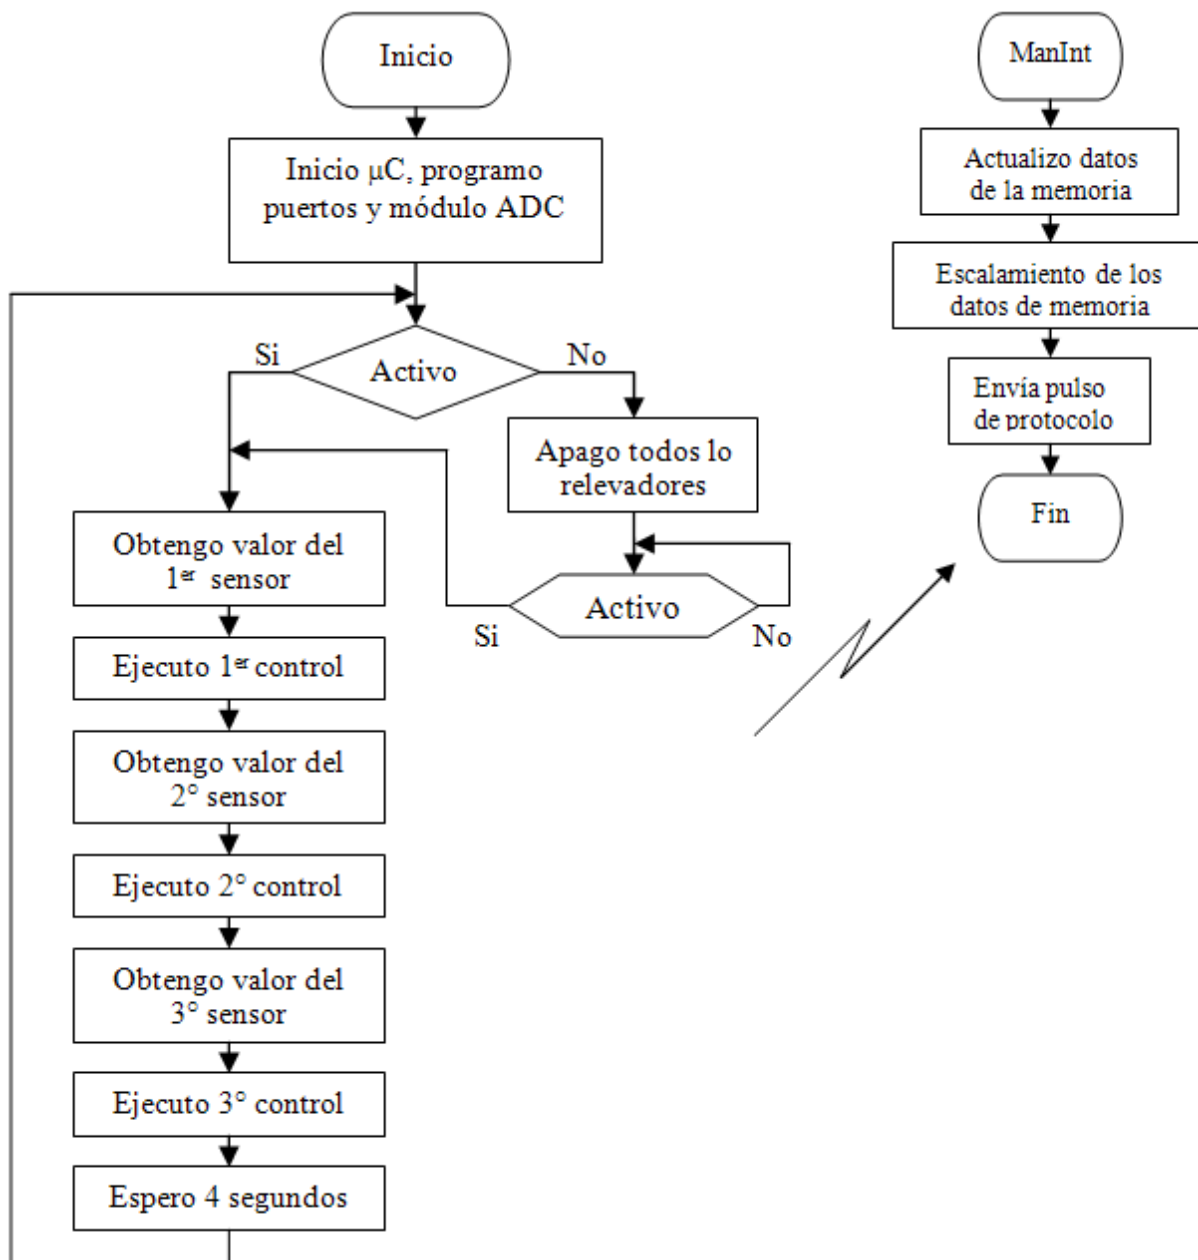 Inicio
Inicio µC, programo
puertos y módulo ADC
Si
Activo
No
Apago todos lo
relevadores
Activo
Si
No
Obtengo valor del
1er sensor
Ejecuto 1er control
Obtengo valor del
2° sensor
Ejecuto 2° control
Obtengo valor del
3° sensor
Ejecuto 3° control
Espero 4 segundos
ManInt
Actualizo datos
de la memoria
Escalamiento de los
datos de memoria
Envía pulso
de protocolo
Fin